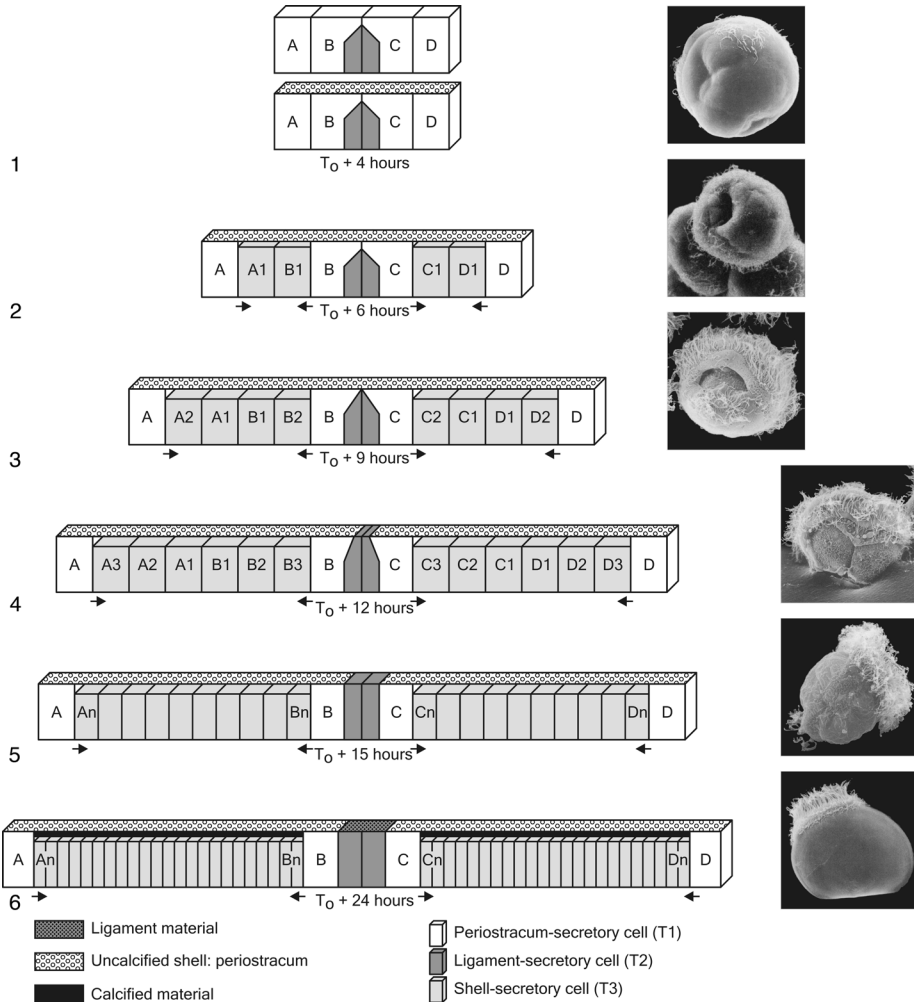 A B C D
A B C D
1
To + 4 hours
A A1 B1 B C C1 D1 D
2
To + 6 hours
A A2 A1 B1 B2 B C C2 C1 D1 D2 D
3
To + 9 hours
A A3 A2 A1 B1 B2 B3 B C C3 C2 C1 D1 D2 D3 D
4
To + 12 hours
A An Bn B C Cn Dn D
5
To + 15 hours
A An Bn B C Cn Dn D
6
To + 24 hours
Ligament material
Uncalcified shell: periostracum
Calcified material
Periostracum-secretory cell (T1)
Ligament-secretory cell (T2)
Shell-secretory cell (T3)